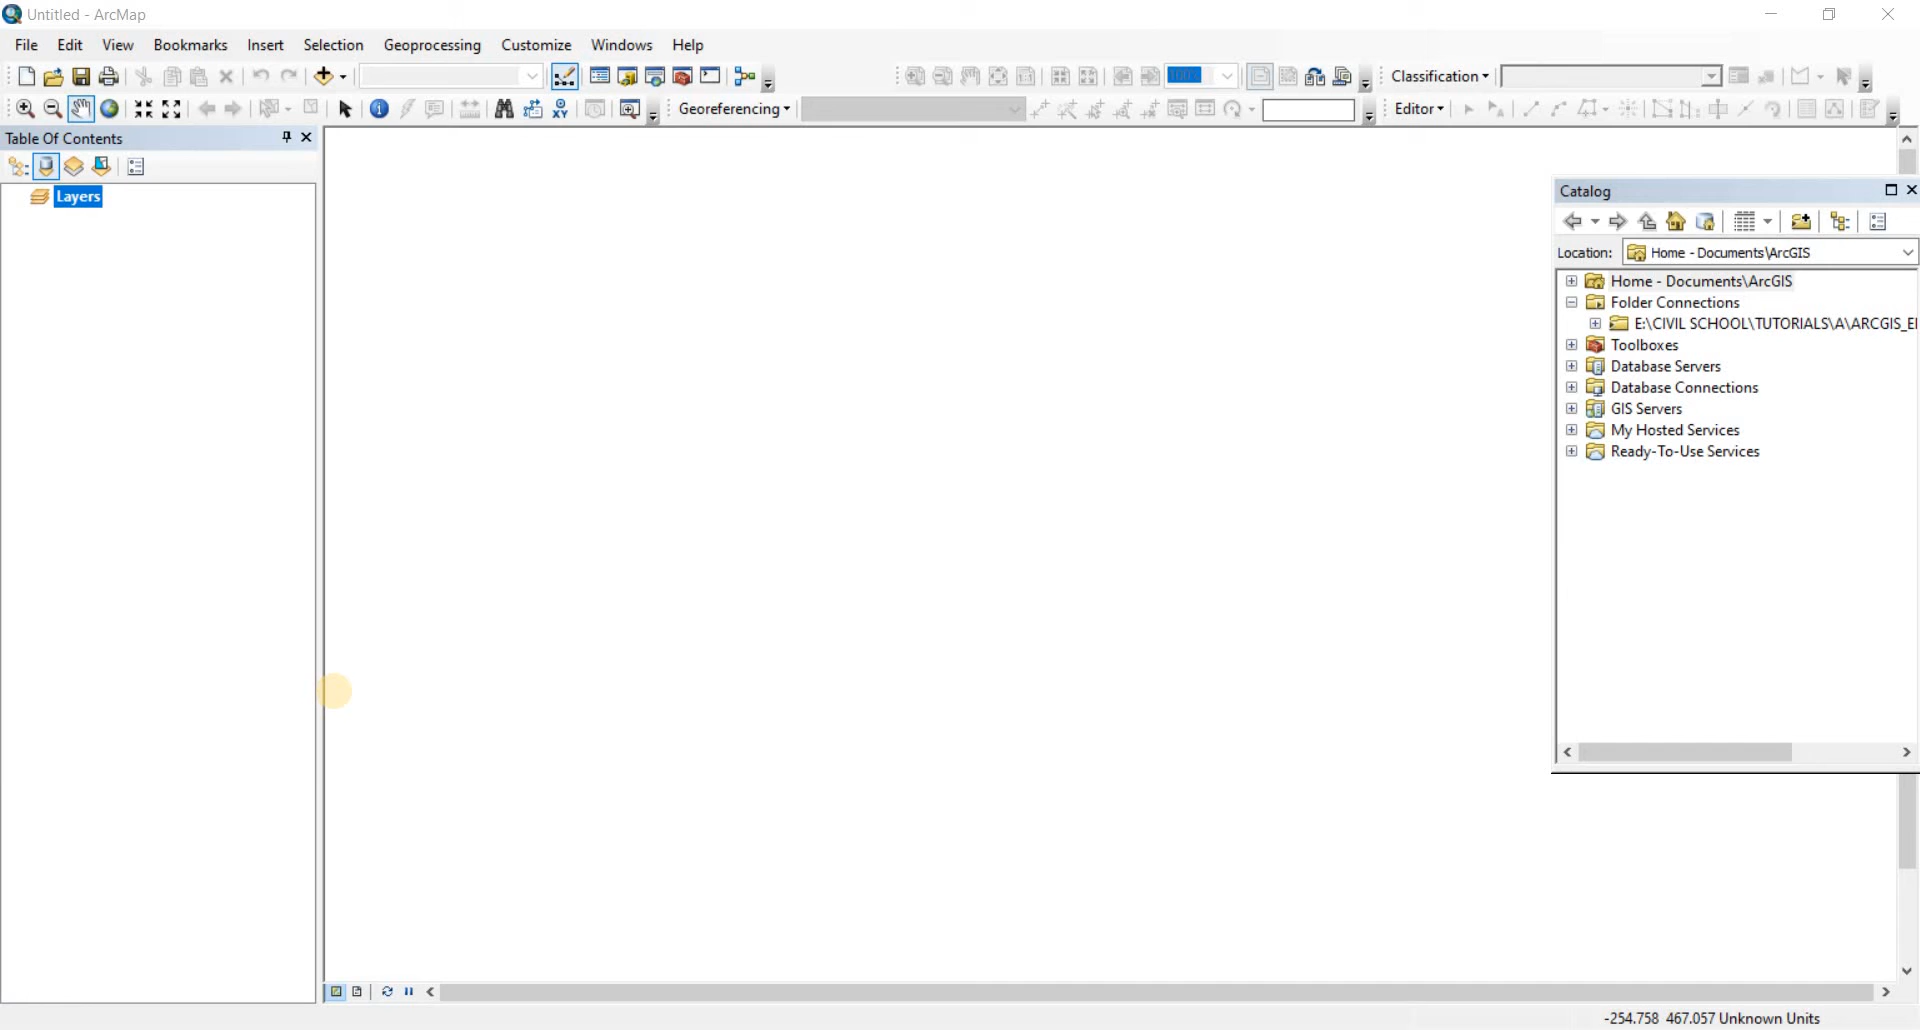 Untitled - ArcMap
File Edit View Bookmarks Insert Selection Geoprocessing Customize Windows Help
Classification
Georeferencing
Editor
Table Of Contents
Layers
Catalog
Location: Home - Documents\ArcGIS
Home - Documents\ArcGIS
Folder Connections
E:\CIVIL SCHOOL\TUTORIALS\A\ARCGIS_E
Toolboxes
Database Servers
Database Connections
GIS Servers
My Hosted Services
Ready-To-Use Services
-254.758 467.057 Unknown Units